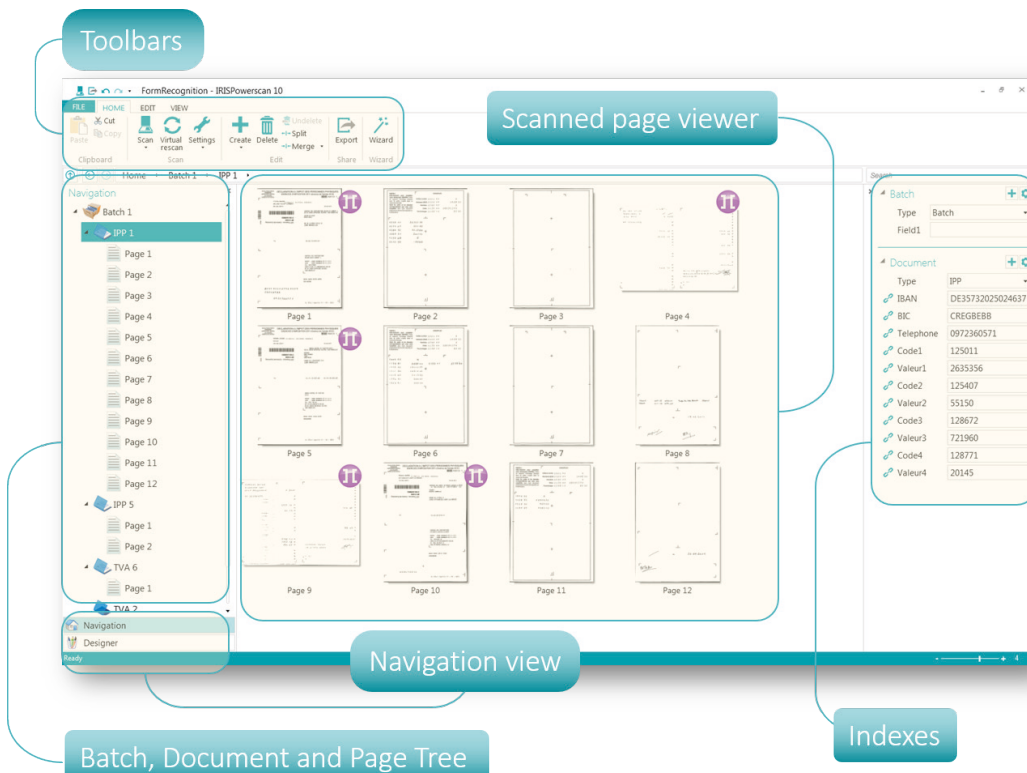 Toolbars
FormRecognition - IRISPowerscan 10
FILE HOME EDIT VIEW
Cut
Copy
Paste
Scan
Virtual rescan
Settings
Create
Delete
Undelete
Split
Merge
Export
Wizard
Clipboard Scan Edit Share Wizard
Scanned page viewer
Home Batch 1 IPP 1
Search
Navigation
Batch 1
IPP 1
Page 1
Page 2
Page 3
Page 4
Page 5
Page 6
Page 7
Page 8
Page 9
Page 10
Page 11
Page 12
IPP 5
Page 1
Page 2
TVA 6
Page 1
TVA 2
Navigation
Designer
Ready
Page 1 Page 2 Page 3 Page 4
Page 5 Page 6 Page 7 Page 8
Page 9 Page 10 Page 11 Page 12
Batch
Type Batch
Field1
Document
Type IPP
IBAN DE35732025024637
BIC CREGBEBB
Telephone 0972360571
Code1 125011
Valeur1 2635356
Code2 125407
Valeur2 55150
Code3 128672
Valeur3 721960
Code4 128771
Valeur4 20145
- + 4
Navigation view
Indexes
Batch, Document and Page Tree